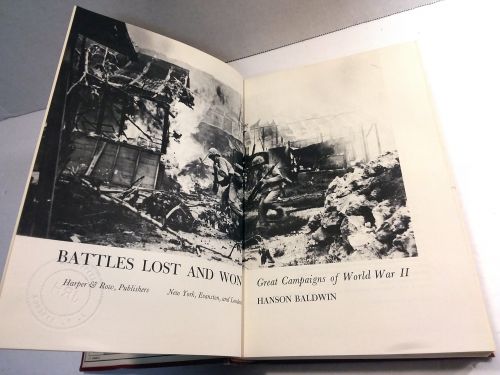 BATTLES LOST AND WON
Great Campaigns of World War II
Harper & Row, Publishers New York, Evanston, and London
HANSON BALDWIN